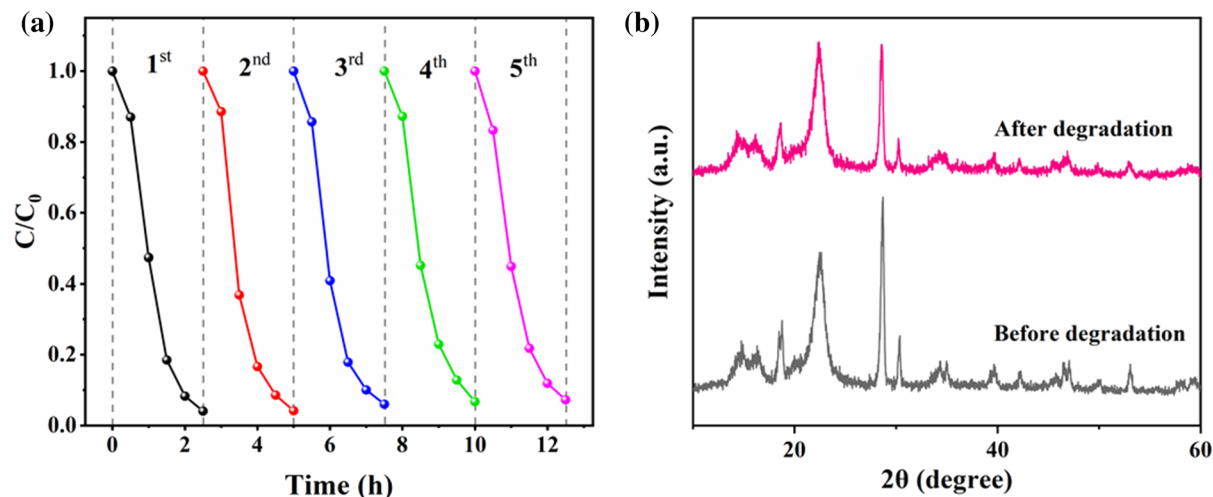 (a)
1st
2nd
3rd
4th
5th
1.0
0.8
0.6
0.4
0.2
0.0
C/C0
0 2 4 6 8 10 12
Time (h)
(b)
After degradation
Before degradation
Intensity (a.u.)
20 40 60
2θ (degree)